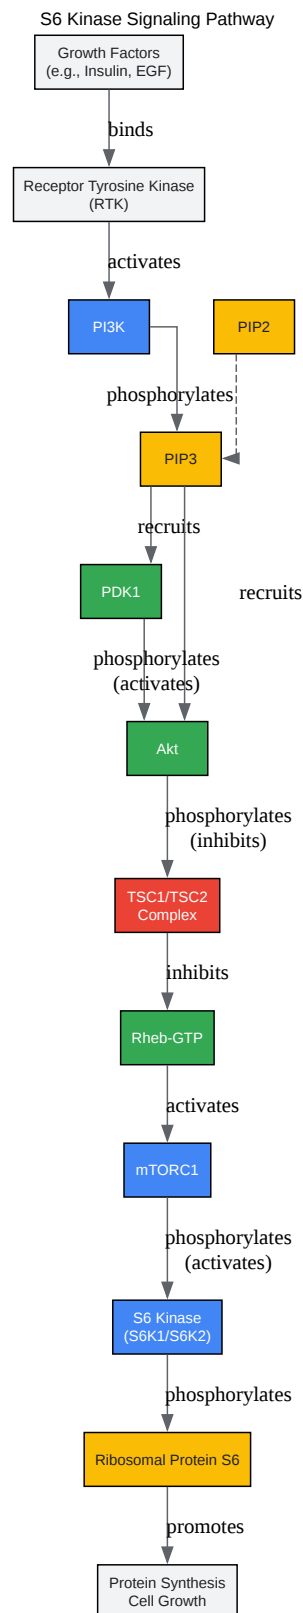 S6 Kinase Signaling Pathway
Growth Factors
(e.g., Insulin, EGF)
binds
Receptor Tyrosine Kinase
(RTK)
activates
PI3K
PIP2
phosphorylates
PIP3
recruits
PDK1
recruits
phosphorylates
(activates)
Akt
phosphorylates
(inhibits)
TSC1/TSC2
Complex
inhibits
Rheb-GTP
activates
mTORC1
phosphorylates
(activates)
S6 Kinase
(S6K1/S6K2)
phosphorylates
Ribosomal Protein S6
promotes
Protein Synthesis
Cell Growth